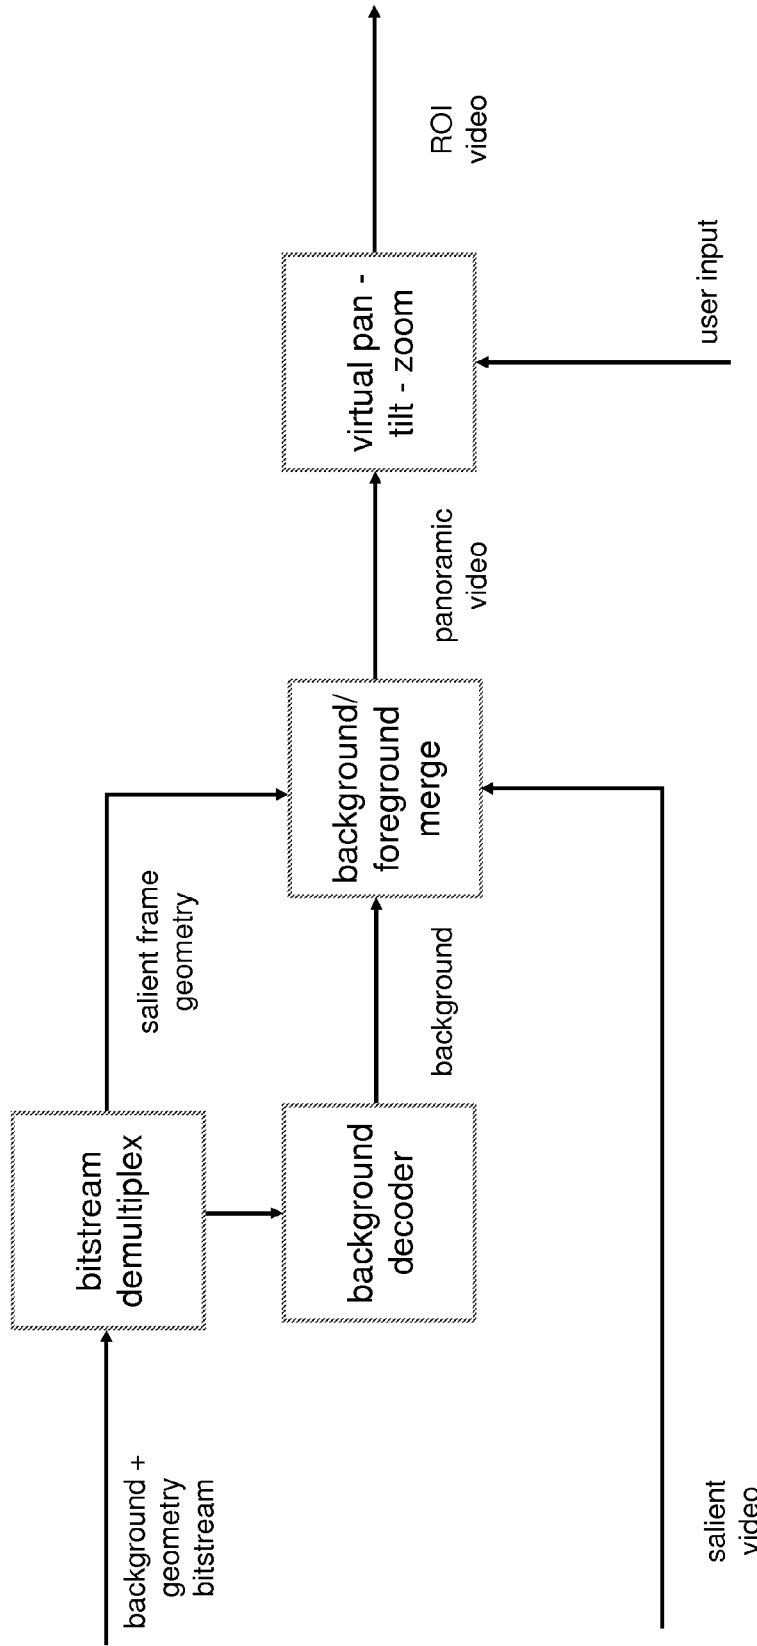 background +
geometry
bitstream
bitstream
demultiplex
salient frame
geometry
background
decoder
background
background/
foreground
merge
panoramic
video
virtual pan -
tilt - zoom
ROI
video
user input
salient
video